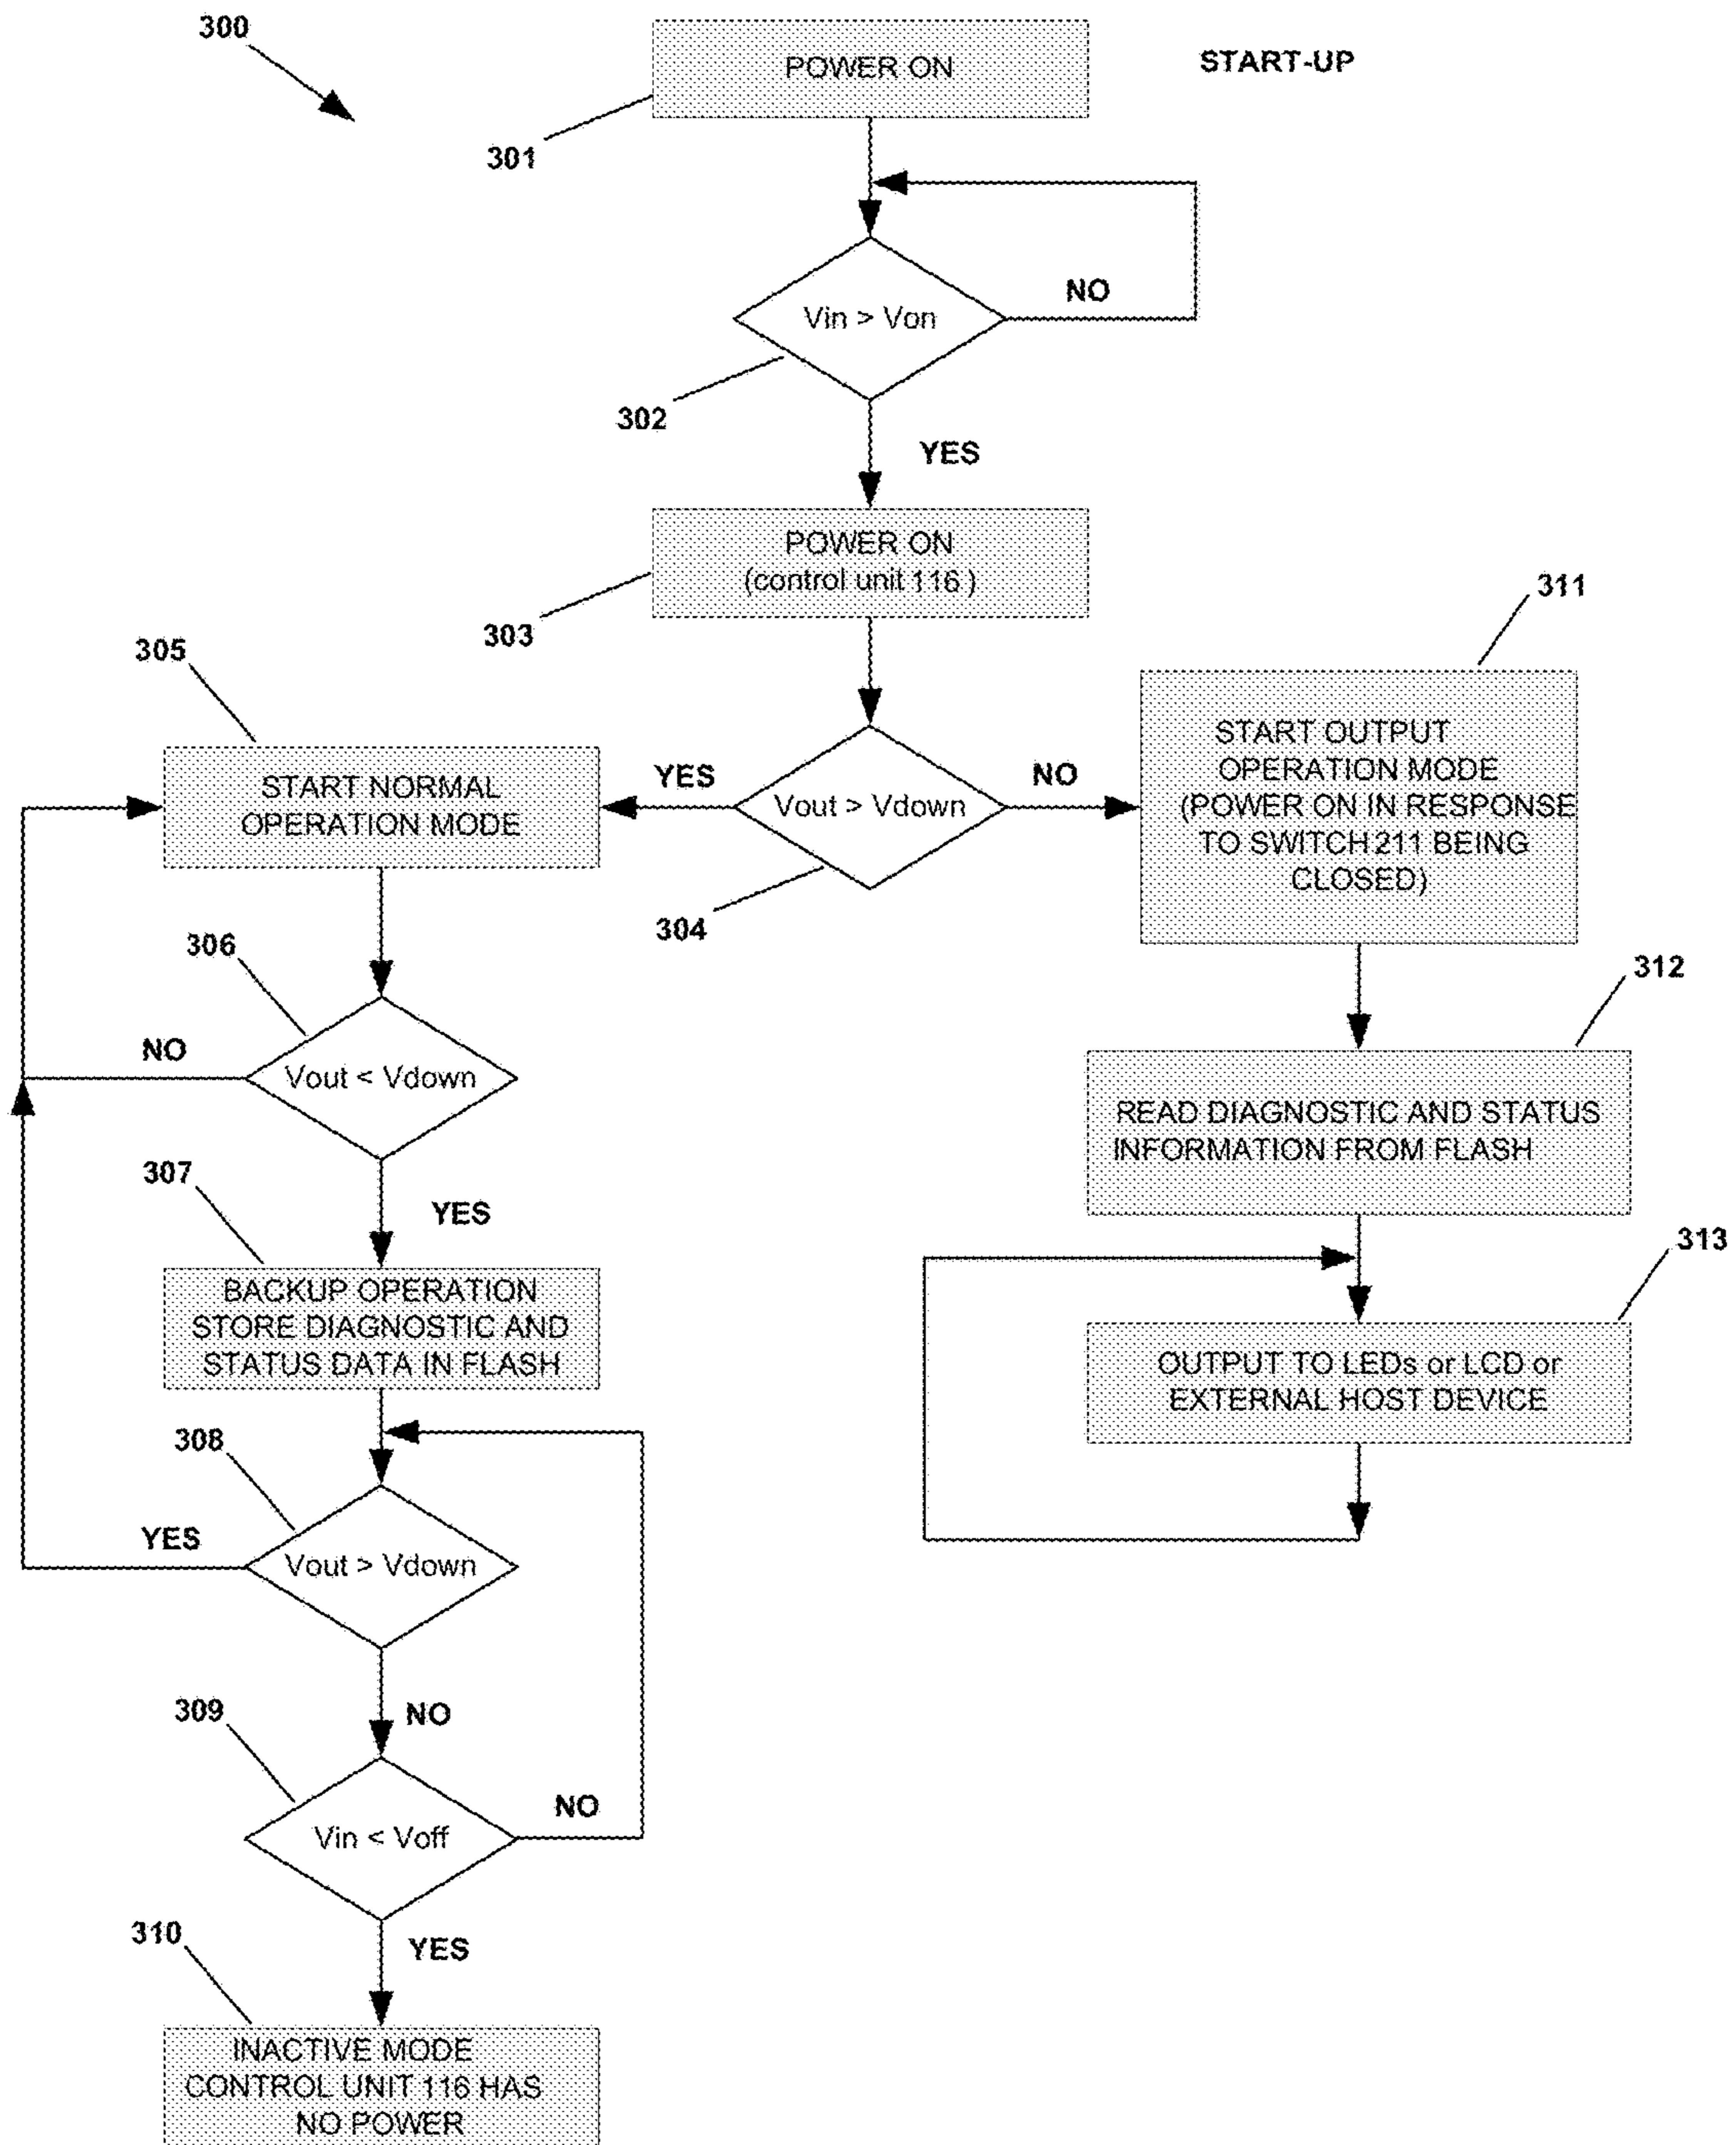 300
POWER ON
START-UP
301
Vin > Von
NO
302
YES
POWER ON
(control unit 116 )
303
311
305
START NORMAL
OPERATION MODE
YES
Vout > Vdown
NO
304
START OUTPUT
OPERATION MODE
(POWER ON IN RESPONSE
TO SWITCH 211 BEING
CLOSED)
306
NO
Vout < Vdown
312
READ DIAGNOSTIC AND STATUS
INFORMATION FROM FLASH
307
YES
BACKUP OPERATION
STORE DIAGNOSTIC AND
STATUS DATA IN FLASH
313
OUTPUT TO LEDs or LCD or
EXTERNAL HOST DEVICE
308
YES
Vout > Vdown
NO
309
Vin < Voff
NO
310
YES
INACTIVE MODE
CONTROL UNIT 116 HAS
NO POWER